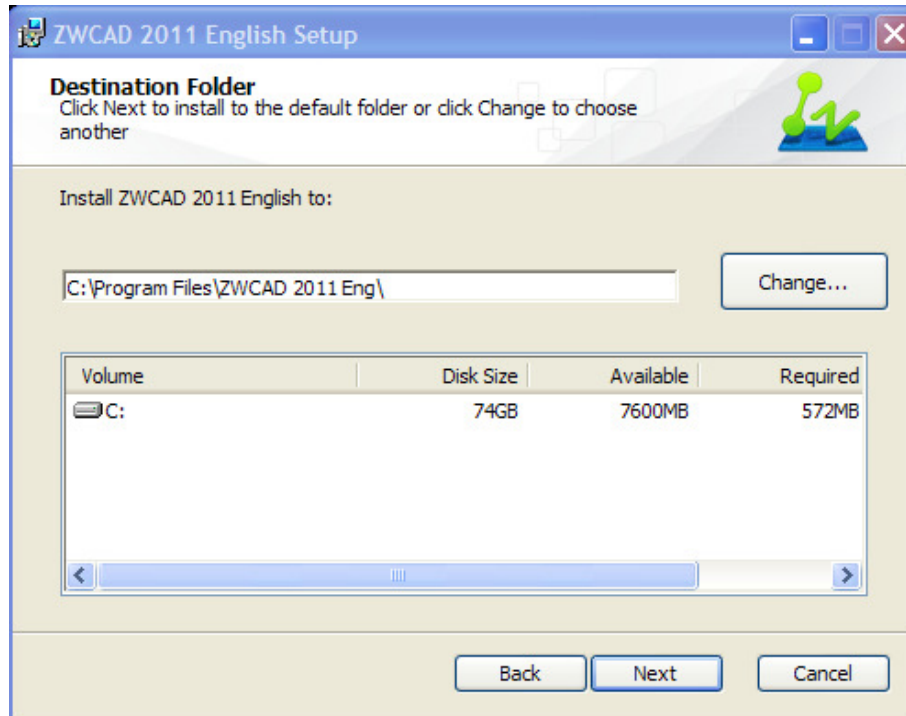 ZWCAD 2011 English Setup
Destination Folder
Click Next to install to the default folder or click Change to choose
another
Install ZWCAD 2011 English to:
C:\Program Files\ZWCAD 2011 Eng\
Change...
Volume Disk Size Available Required
C: 74GB 7600MB 572MB
Back Next Cancel